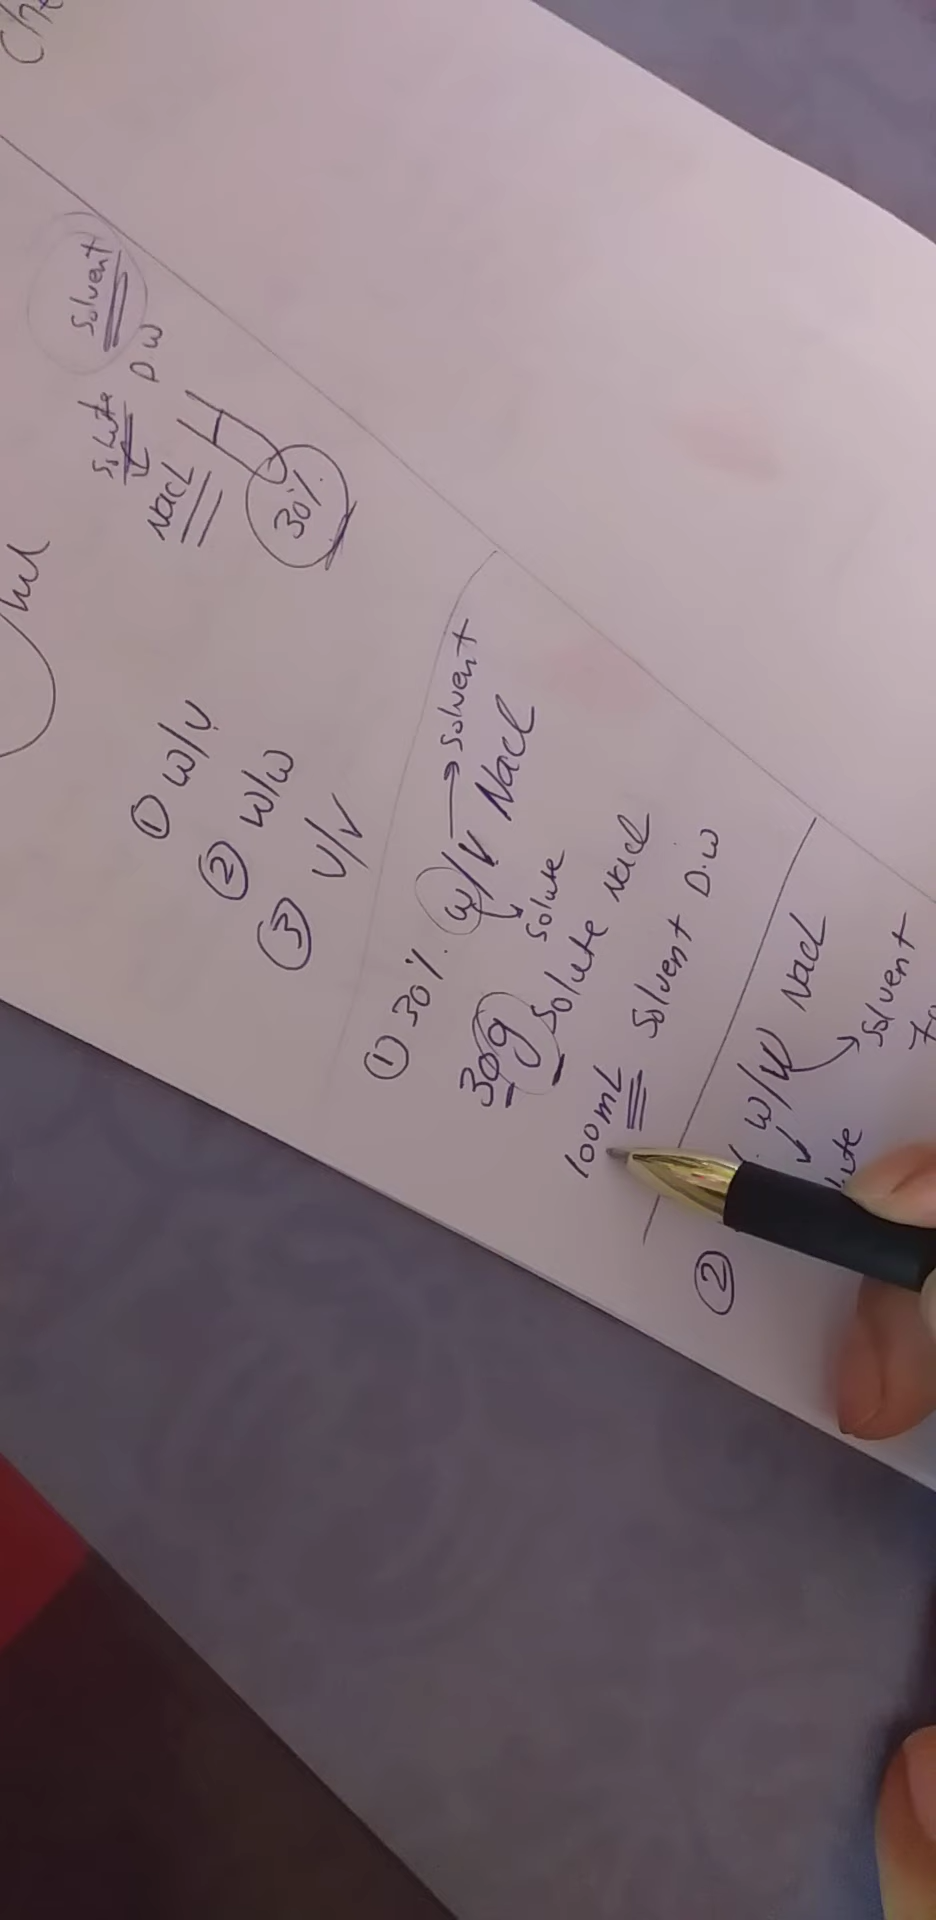 Solute Solvent
NaCl D W
30%
① W/V
② W/W
③ V/V
① 30% W/V NaCl
→ Solvent
Solute
30g Solute NaCl
100mL Solvent D.W
② W/V NaCl
Solvent